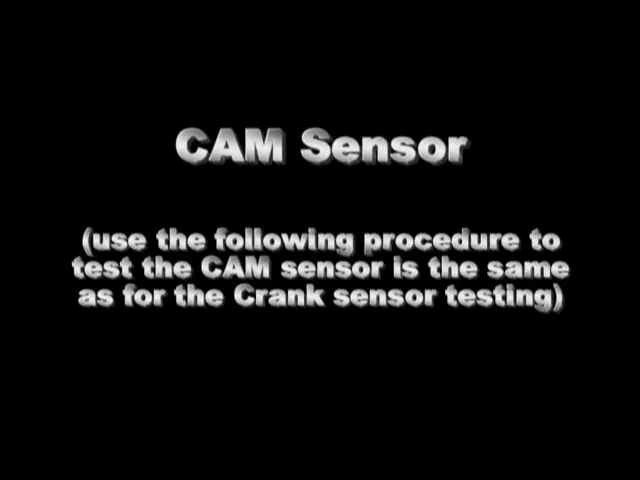 CAM Sensor
(use the following procedure to
test the CAM sensor is the same
as for the Crank sensor testing)